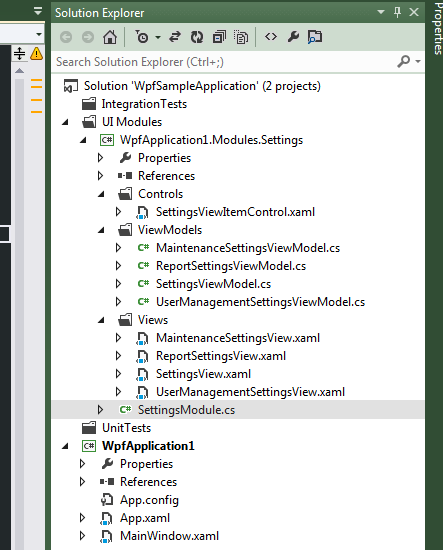 Solution Explorer
Properties
Search Solution Explorer (Ctrl+;)
Solution 'WpfSampleApplication' (2 projects)
IntegrationTests
UI Modules
C# WpfApplication1.Modules.Settings
Properties
References
Controls
SettingsViewItemControl.xaml
ViewModels
C# MaintenanceSettingsViewModel.cs
C# ReportSettingsViewModel.cs
C# SettingsViewModel.cs
C# UserManagementSettingsViewModel.cs
Views
MaintenanceSettingsView.xaml
ReportSettingsView.xaml
SettingsView.xaml
UserManagementSettingsView.xaml
C# SettingsModule.cs
UnitTests
C# WpfApplication1
Properties
References
App.config
App.xaml
MainWindow.xaml